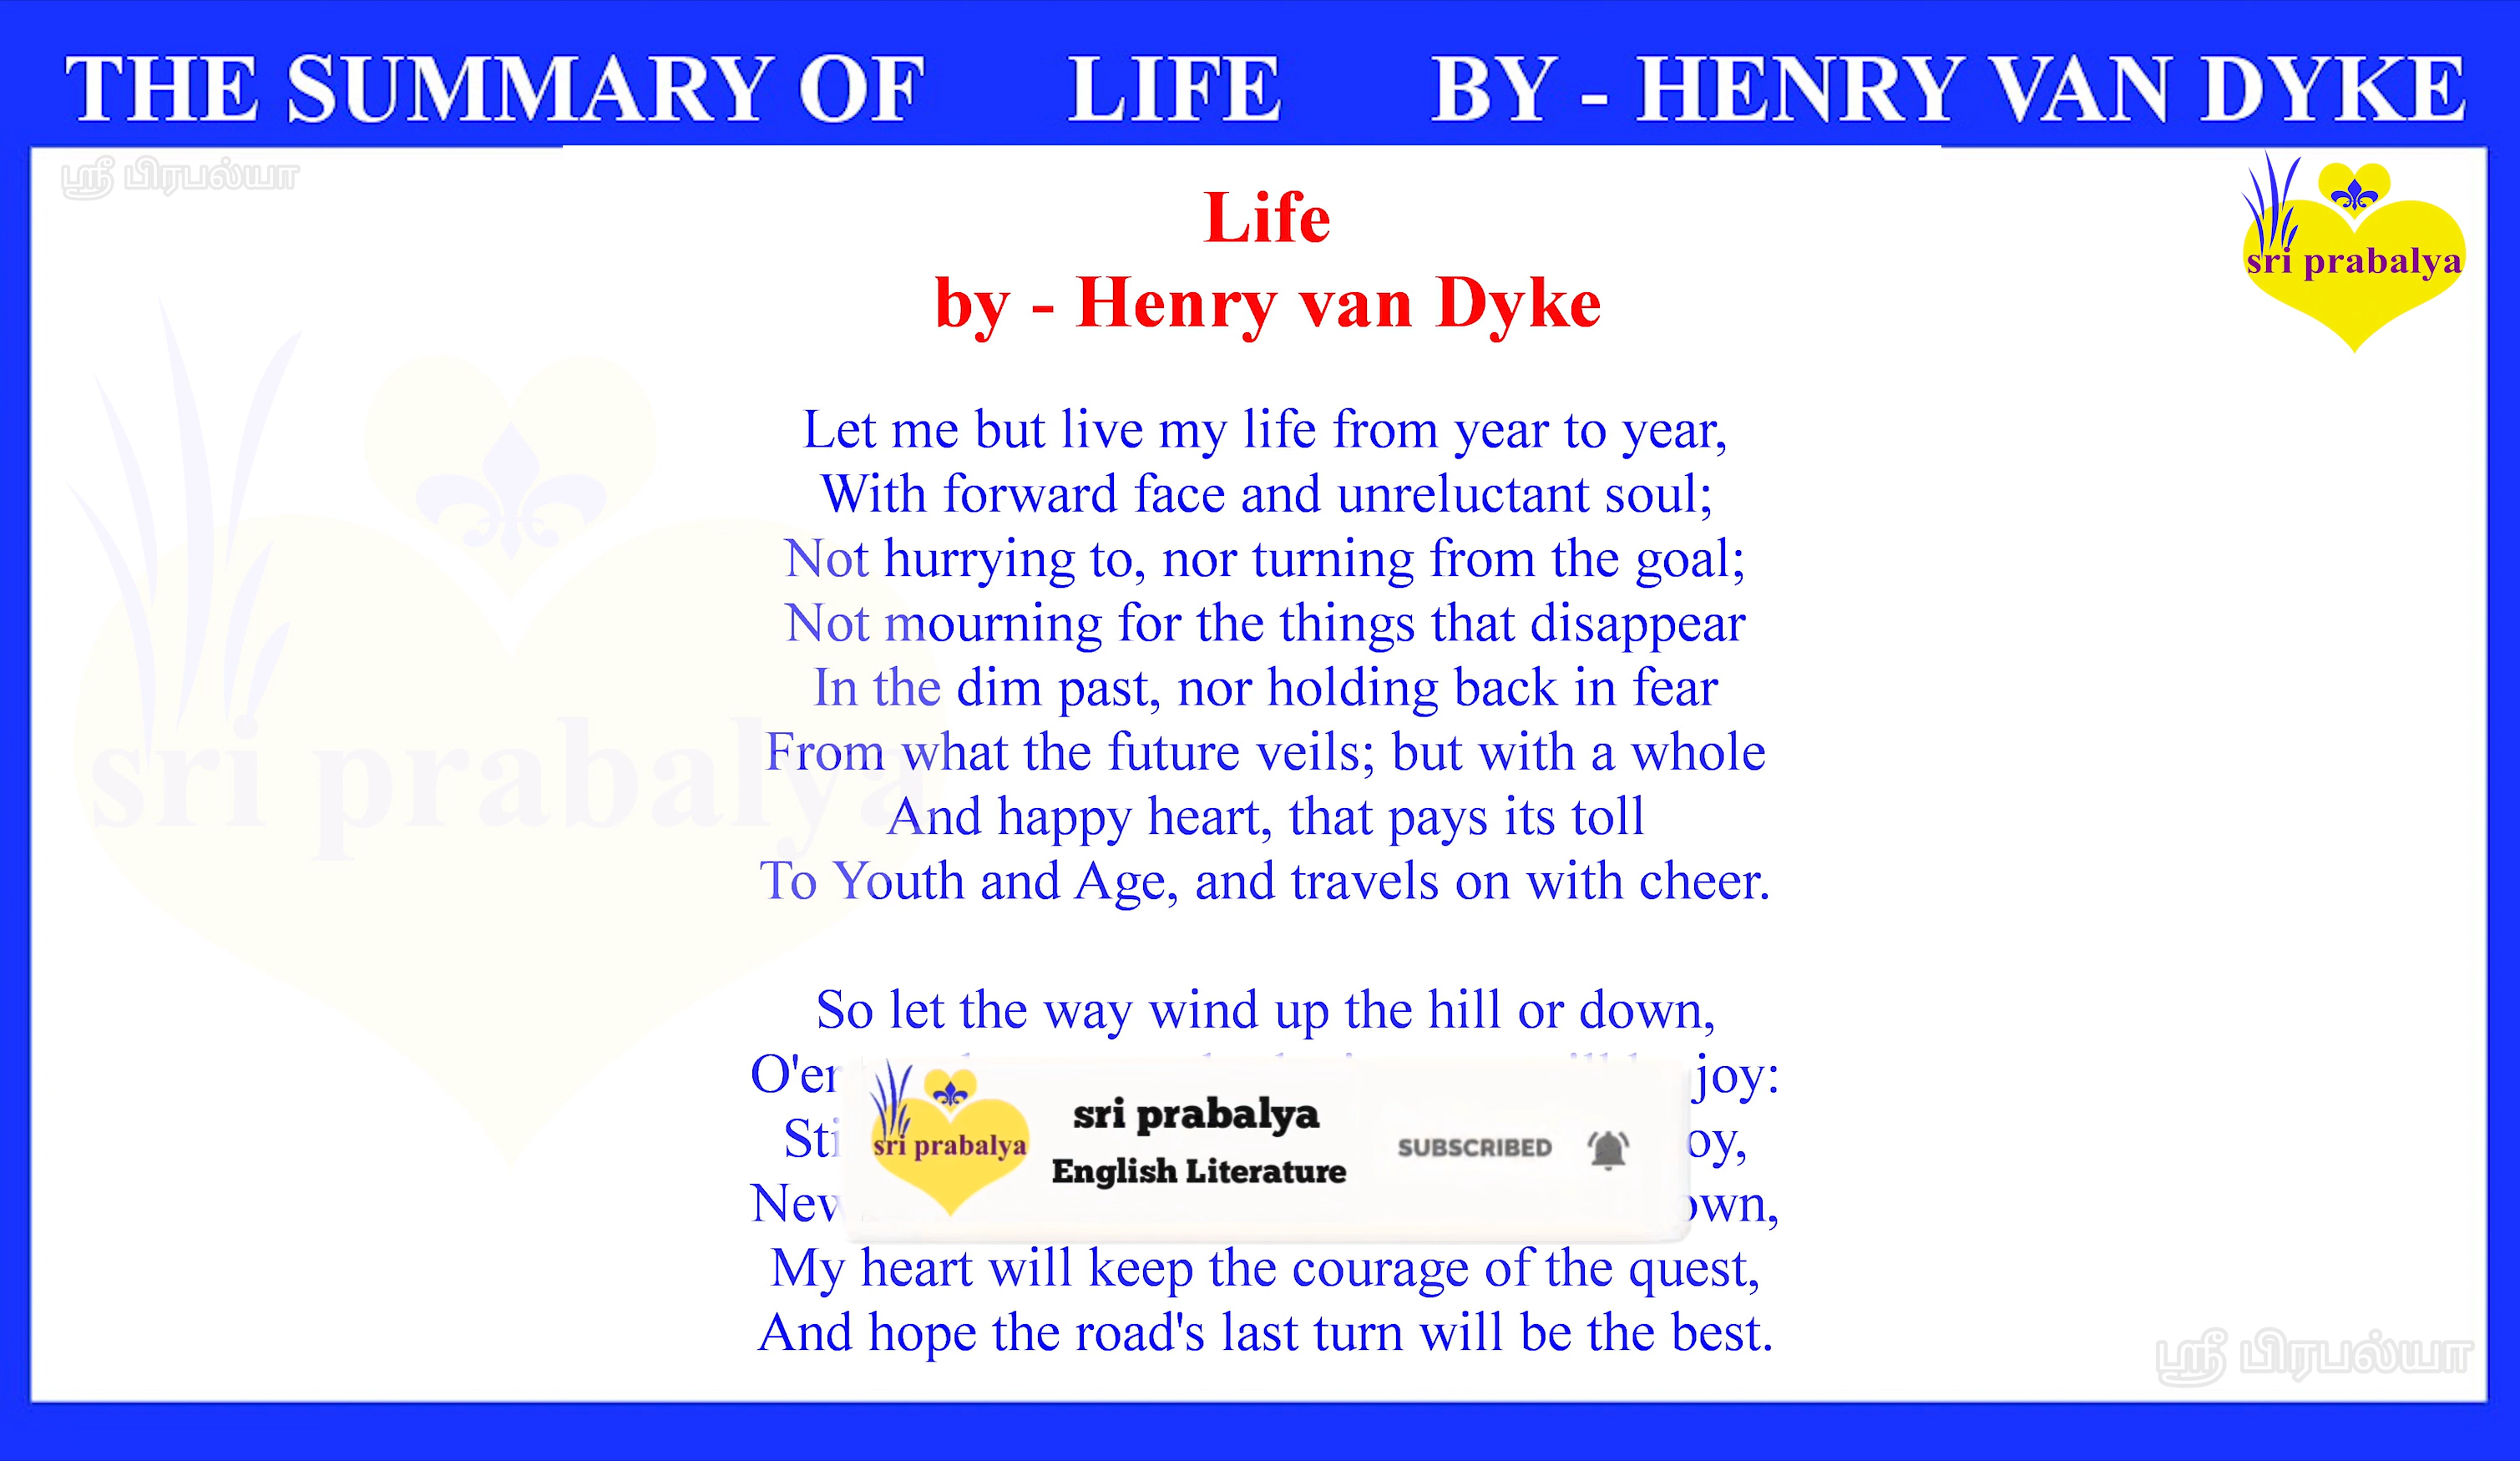 THE SUMMARY OF LIFE BY - HENRY VAN DYKE
ஸ்ரீ பிரபல்யா
sri prabalya
Life
by - Henry van Dyke
Let me but live my life from year to year,
With forward face and unreluctant soul;
Not hurrying to, nor turning from the goal;
Not mourning for the things that disappear
In the dim past, nor holding back in fear
From what the future veils; but with a whole
And happy heart, that pays its toll
To Youth and Age, and travels on with cheer.
sri prabalya
So let the way wind up the hill or down,
O'er joy:
sri prabalya
sri prabalya
English Literature
SUBSCRIBED
My heart will keep the courage of the quest,
And hope the road's last turn will be the best.
ஸ்ரீ பிரபல்யா